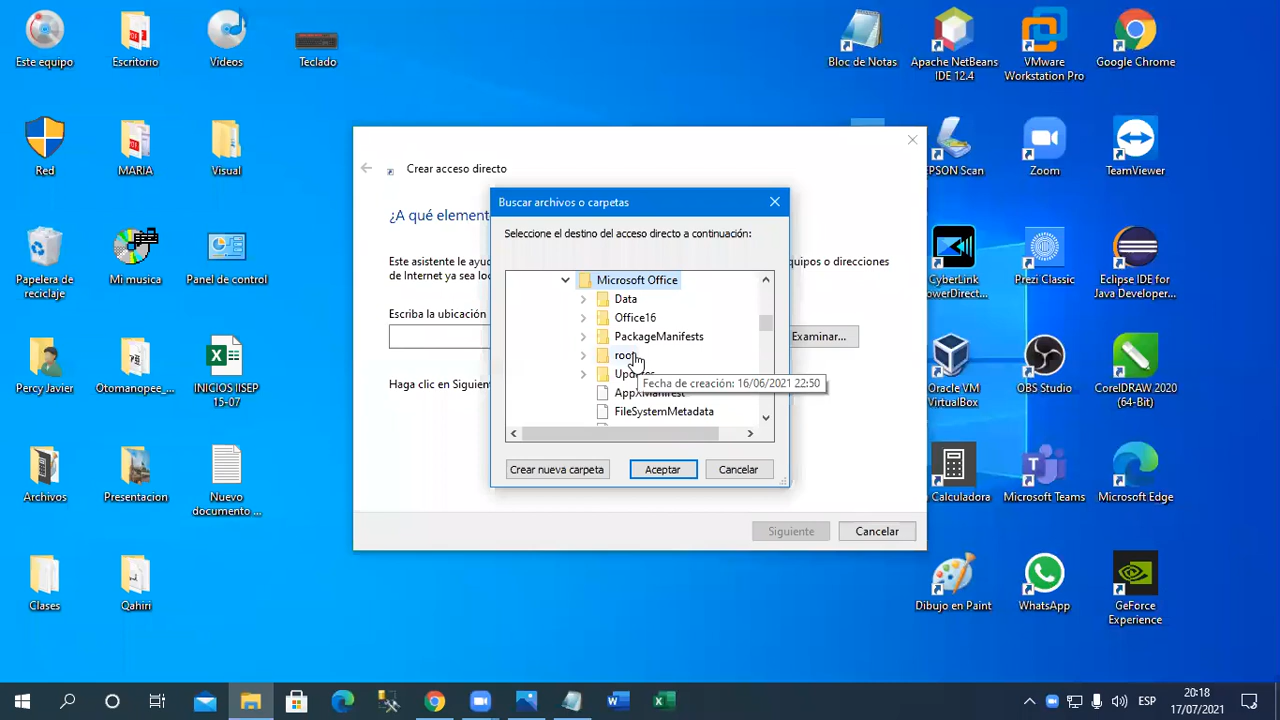 Este equipo
Escritorio
Videos
Teclado
Bloc de Notas
Apache NetBeans
IDE 12.4
VMware
Workstation Pro
Google Chrome
Red
MARIA
Visual
EPSON Scan
Zoom
TeamViewer
Papelera de
reciclaje
Mi musica
Panel de control
CyberLink
PowerDirect...
Prezi Classic
Eclipse IDE for
Java Developer...
Percy Javier
Otomanopee...
INICIOS IISEP
15-07
Oracle VM
VirtualBox
OBS Studio
CorelDRAW 2020
(64-Bit)
Archivos
Presentacion
Nuevo
documento ...
Calculadora
Microsoft Teams
Microsoft Edge
Clases
Qahiri
Dibujo en Paint
WhatsApp
GeForce
Experience
Crear acceso directo
¿A qué element
Este asistente le ayu
de Internet ya sea loc
quipos o direcciones
Escriba la ubicación
Examinar...
Haga clic en Siguien
Siguiente
Cancelar
Buscar archivos o carpetas
Seleccione el destino del acceso directo a continuación:
Microsoft Office
Data
Office16
PackageManifests
root
Updates
Fecha de creación: 16/06/2021 22:50
AppXManifest
FileSystemMetadata
Crear nueva carpeta
Aceptar
Cancelar
ESP
20:18
17/07/2021